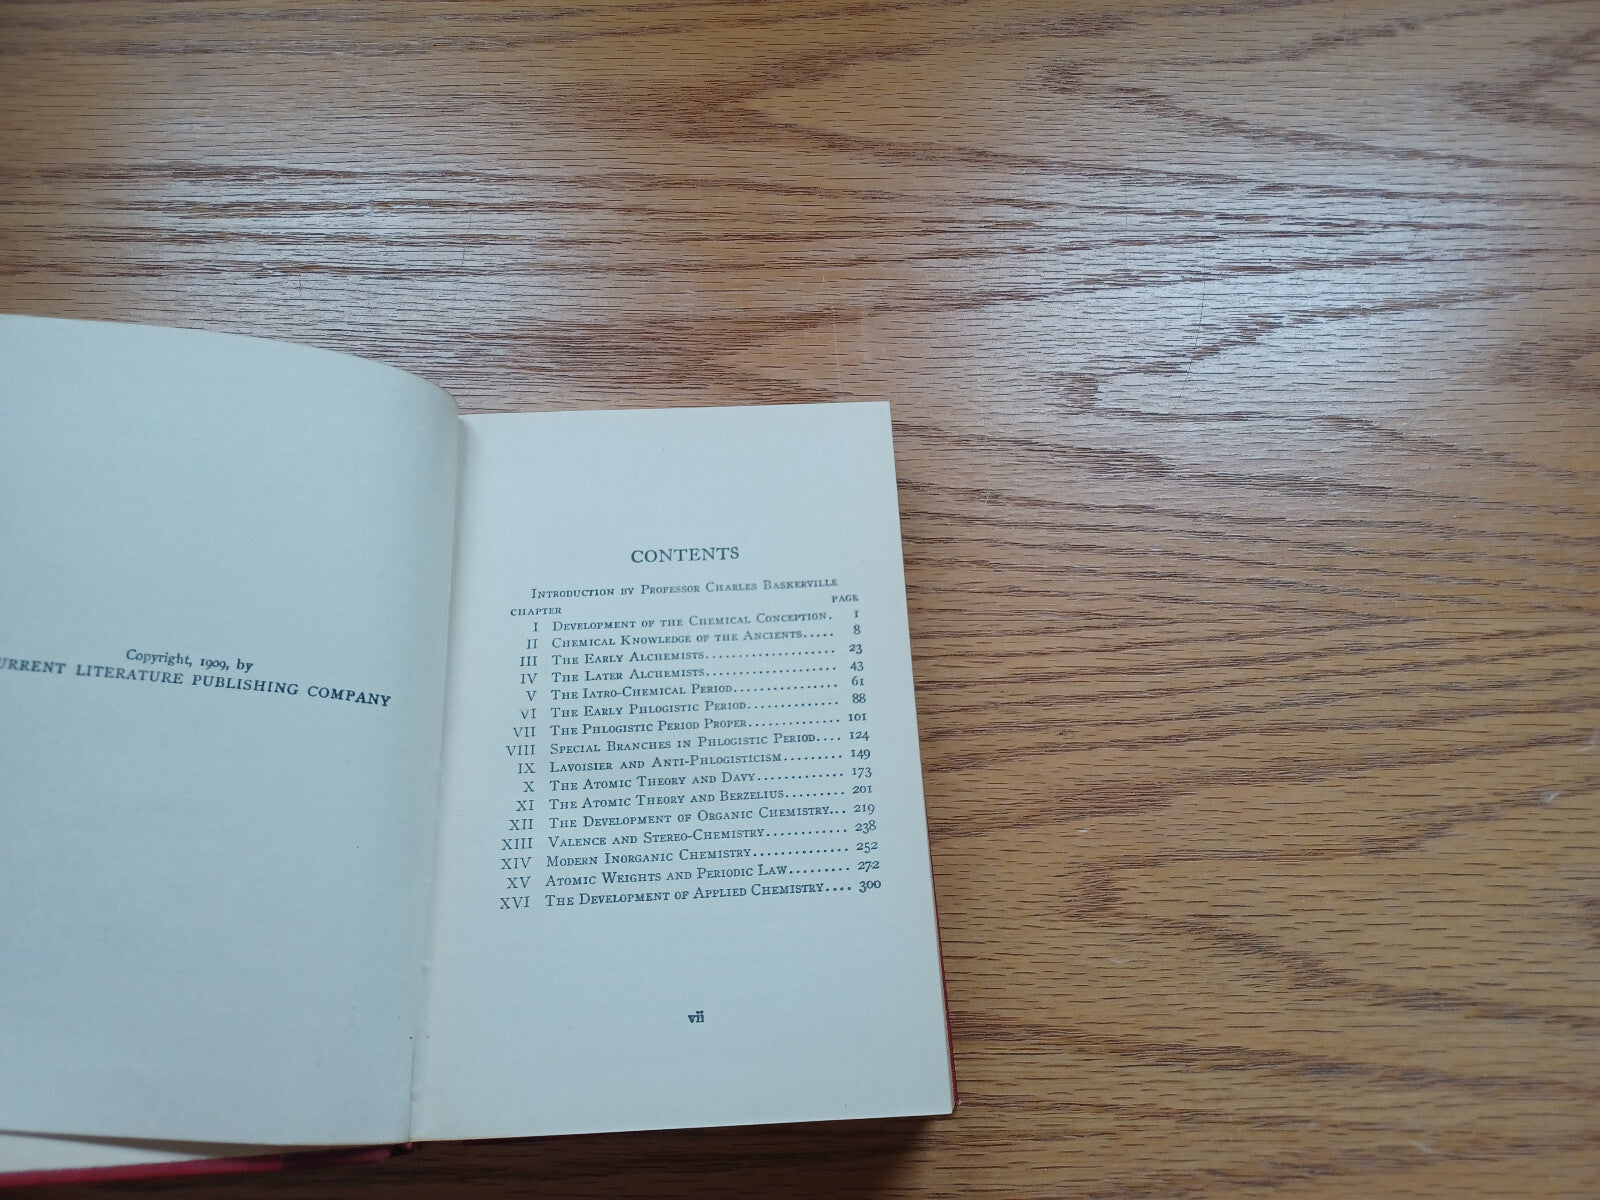 Copyright, 1909, by
CURRENT LITERATURE PUBLISHING COMPANY
CONTENTS
INTRODUCTION BY PROFESSOR CHARLES BASKERVILLE
CHAPTER PAGE
I DEVELOPMENT OF THE CHEMICAL CONCEPTION. 1
II CHEMICAL KNOWLEDGE OF THE ANCIENTS..... 8
III THE EARLY ALCHEMISTS.................... 23
IV THE LATER ALCHEMISTS.................... 43
V THE IATRO-CHEMICAL PERIOD................ 61
VI THE EARLY PHLOGISTIC PERIOD.............. 88
VII THE PHLOGISTIC PERIOD PROPER............. 101
VIII SPECIAL BRANCHES IN PHLOGISTIC PERIOD.... 124
IX LAVOISIER AND ANTI-PHLOGISTICISM......... 149
X THE ATOMIC THEORY AND DAVY............. 173
XI THE ATOMIC THEORY AND BERZELIUS......... 201
XII THE DEVELOPMENT OF ORGANIC CHEMISTRY... 219
XIII VALENCE AND STEREO-CHEMISTRY............ 238
XIV MODERN INORGANIC CHEMISTRY.............. 252
XV ATOMIC WEIGHTS AND PERIODIC LAW......... 272
XVI THE DEVELOPMENT OF APPLIED CHEMISTRY.... 300
vii